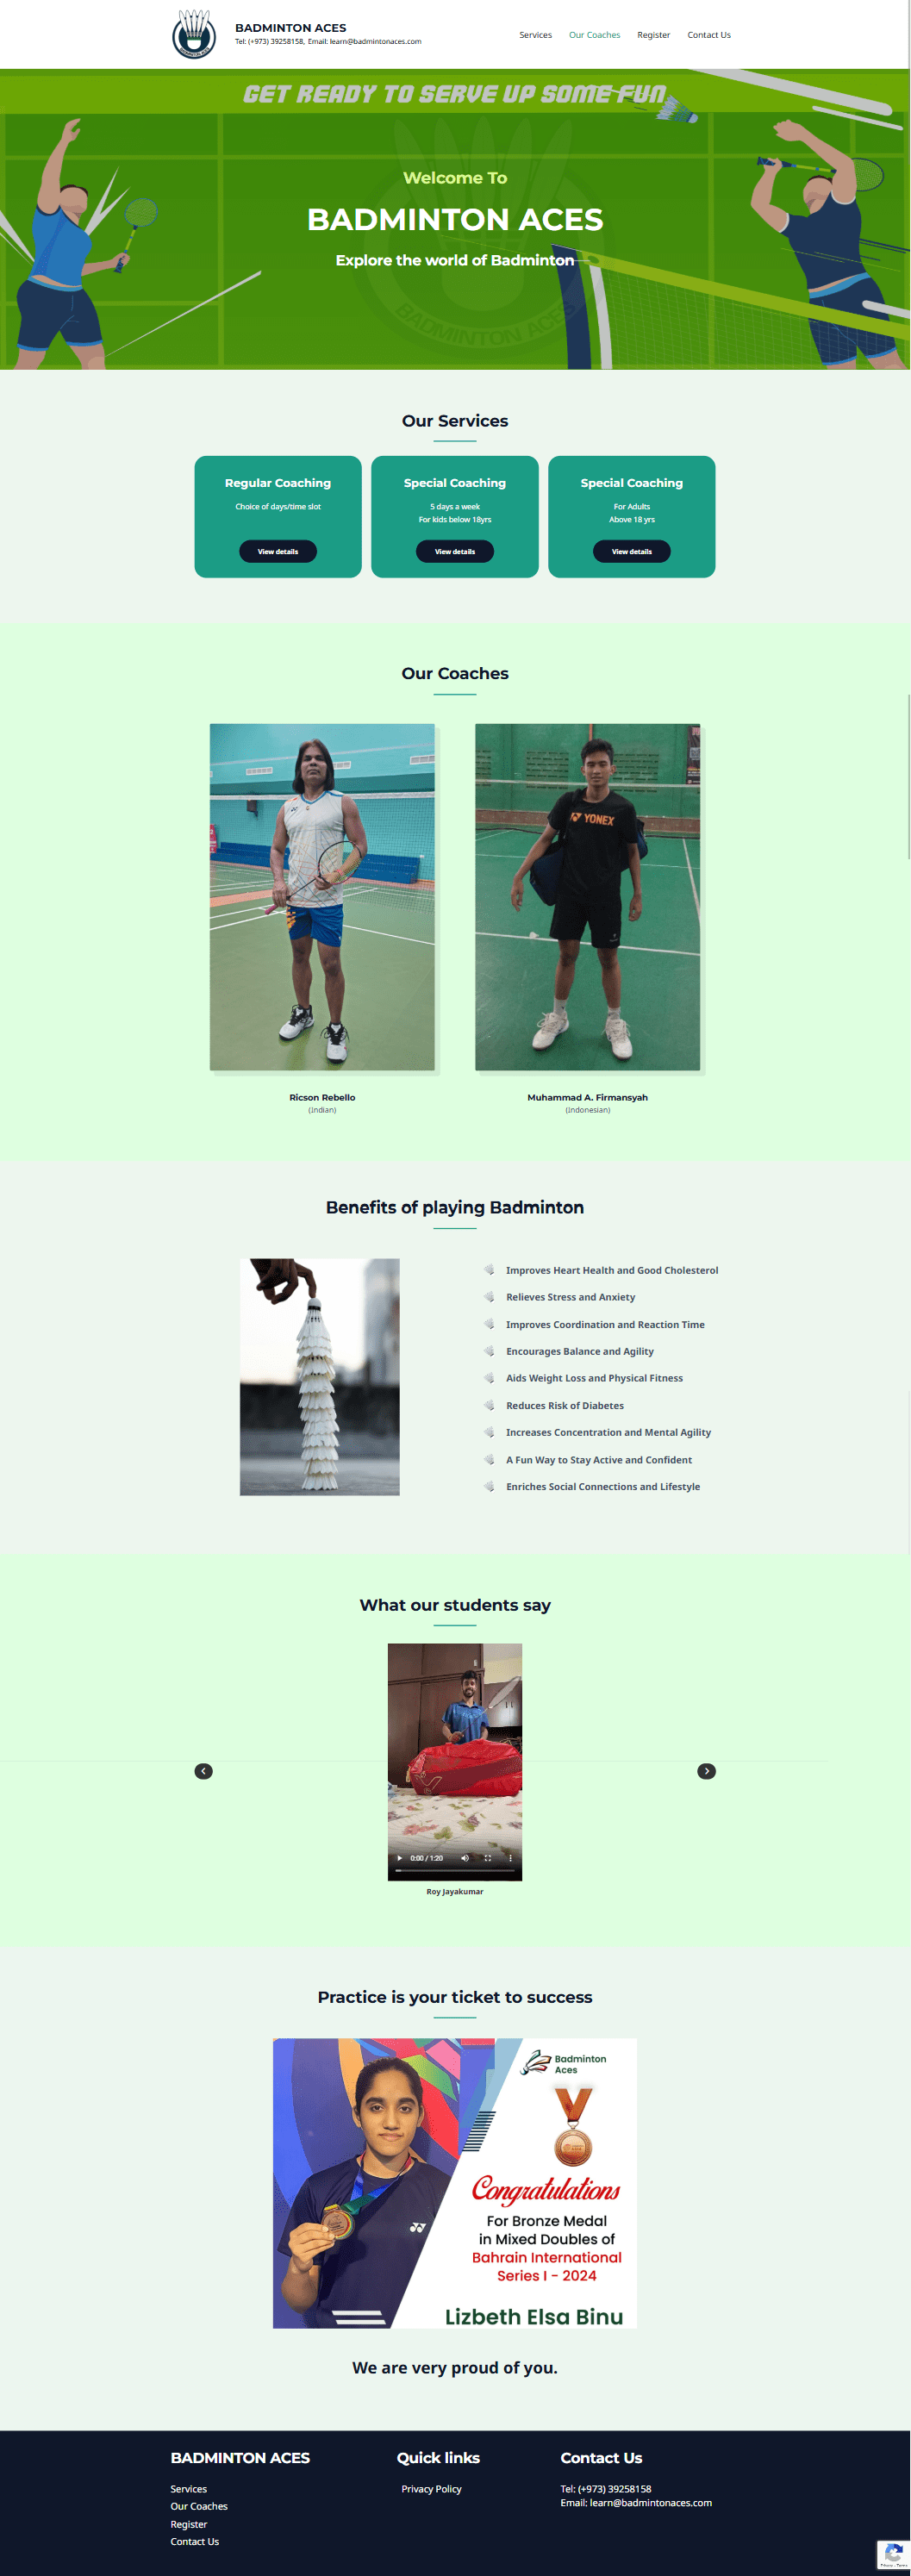 BADMINTON ACES
BADMINTON ACES
Tel: (+973) 39258158, Email: learn@badmintonaces.com
Services
Our Coaches
Register
Contact Us
GET READY TO SERVE UP SOME FUN
Welcome To
BADMINTON ACES
Explore the world of Badminton
BADMINTON ACES
Our Services
Regular Coaching
Choice of days/time slot
View details
Special Coaching
5 days a week
For kids below 18yrs
View details
Special Coaching
For Adults
Above 18 yrs
View details
Our Coaches
YONEX
Ricson Rebello
(Indian)
Muhammad A. Firmansyah
(Indonesian)
Benefits of playing Badminton
Improves Heart Health and Good Cholesterol
Relieves Stress and Anxiety
Improves Coordination and Reaction Time
Encourages Balance and Agility
Aids Weight Loss and Physical Fitness
Reduces Risk of Diabetes
Increases Concentration and Mental Agility
A Fun Way to Stay Active and Confident
Enriches Social Connections and Lifestyle
What our students say
0:00 / 1:20
Roy Jayakumar
Practice is your ticket to success
Badminton
Aces
Congratulations
For Bronze Medal
in Mixed Doubles of
Bahrain International
Series I - 2024
Lizbeth Elsa Binu
We are very proud of you.
BADMINTON ACES
Services
Our Coaches
Register
Contact Us
Quick links
Privacy Policy
Contact Us
Tel: (+973) 39258158
Email: learn@badmintonaces.com
Privacy - Terms